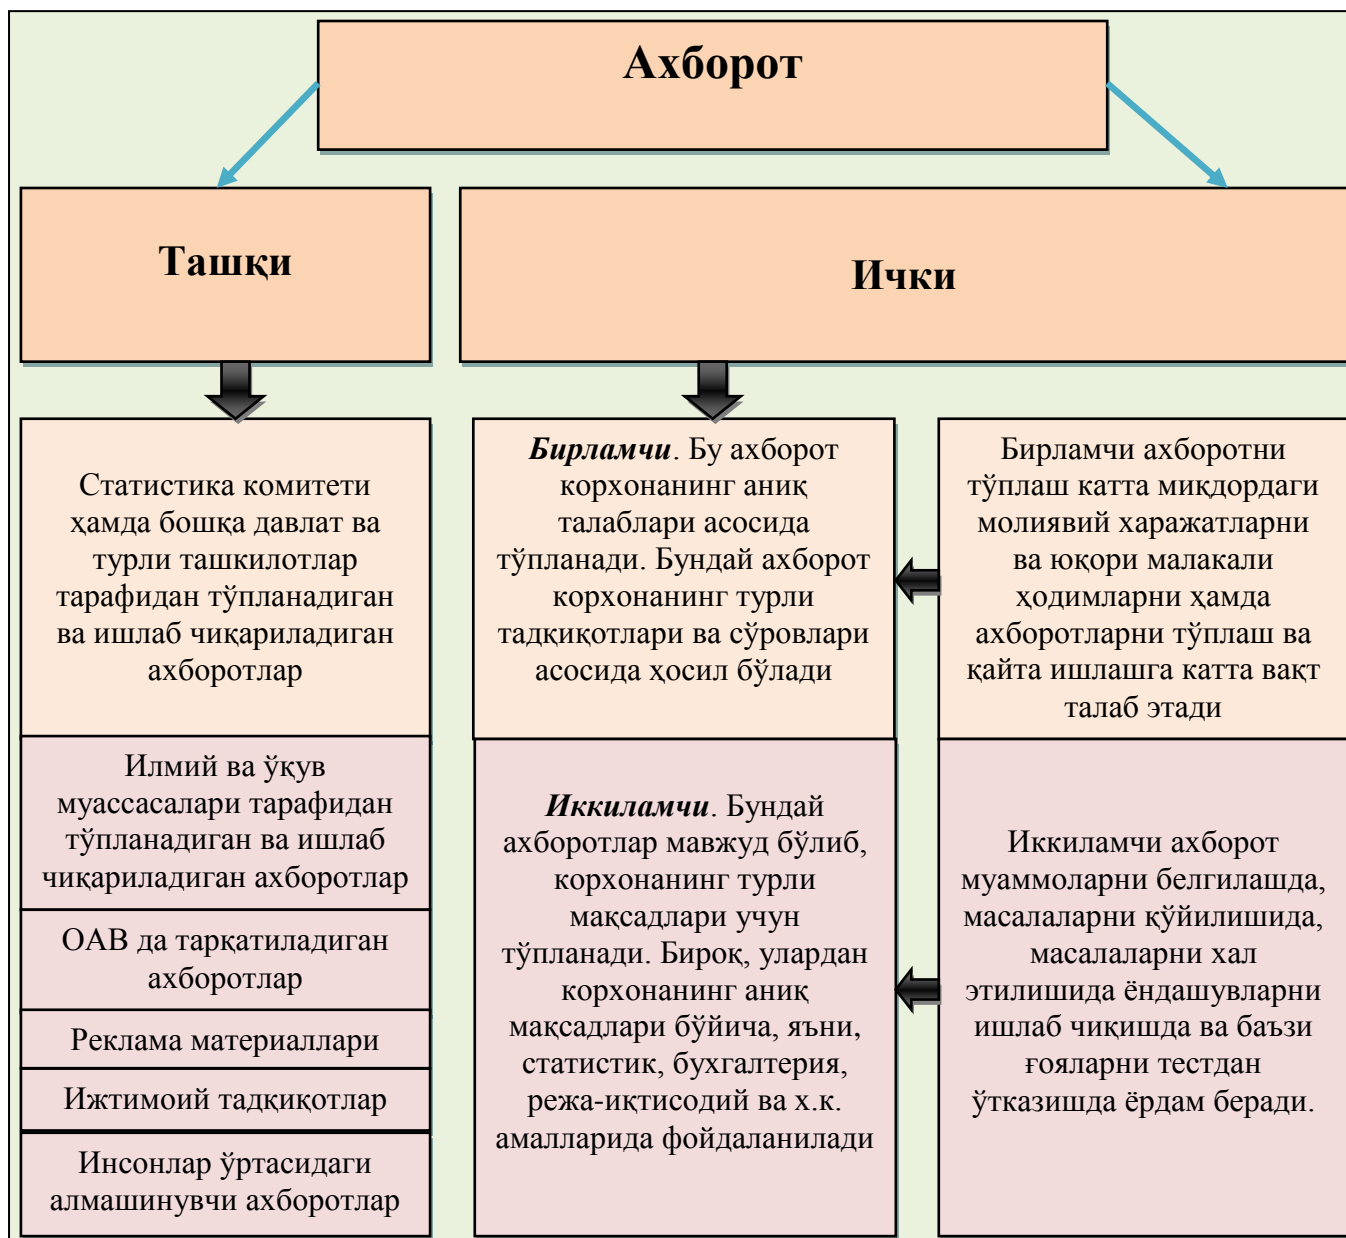 Ахборот
Ташқи
Ички
Статистика комитети
ҳамда бошқа давлат ва
турли ташкилотлар
тарафидан тўпланадиган
ва ишлаб чиқариладиган
ахборотлар
Илмий ва ўқув
муассасалари тарафидан
тўпланадиган ва ишлаб
чиқариладиган ахборотлар
ОАВ да тарқатиладиган
ахборотлар
Реклама материаллари
Ижтимоий тадқиқотлар
Инсонлар ўртасидаги
алмашинувчи ахборотлар
Бирламчи. Бу ахборот
корхонанинг аниқ
талаблари асосида
тўпланади. Бундай ахборот
корхонанинг турли
тадқиқотлари ва сўровлари
асосида ҳосил бўлади
Иккиламчи. Бундай
ахборотлар мавжуд бўлиб,
корхонанинг турли
мақсадлари учун
тўпланади. Бироқ, улардан
корхонанинг аниқ
мақсадлари бўйича, яъни,
статистик, бухгалтерия,
режа-иқтисодий ва х.к.
амалларида фойдаланилади
Бирламчи ахборотни
тўплаш катта миқдордаги
молиявий харажатларни
ва юқори малакали
ҳодимларни ҳамда
ахборотларни тўплаш ва
қайта ишлашга катта вақт
талаб этади
Иккиламчи ахборот
муаммоларни белгилашда,
масалаларни қўйилишида,
масалаларни хал
этилишида ёндашувларни
ишлаб чиқишда ва баъзи
ғояларни тестдан
ўтказишда ёрдам беради.